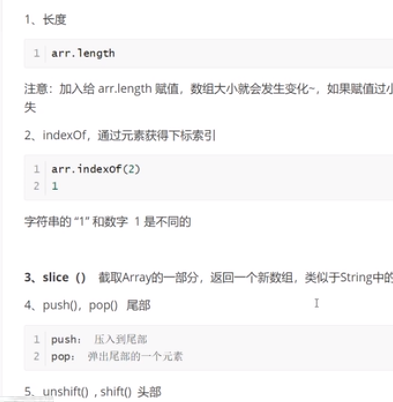 1、长度
1 arr.length
注意：加入给 arr.length 赋值，数组大小就会发生变化~，如果赋值过小
失
2、indexOf，通过元素获得下标索引
1 arr.indexOf(2)
2 1
字符串的 “1” 和数字 1 是不同的
3、slice（） 截取Array的一部分，返回一个新数组，类似于String中的
4、push()，pop() 尾部
1 push： 压入到尾部
2 pop： 弹出尾部的一个元素
5、unshift() ，shift() 头部